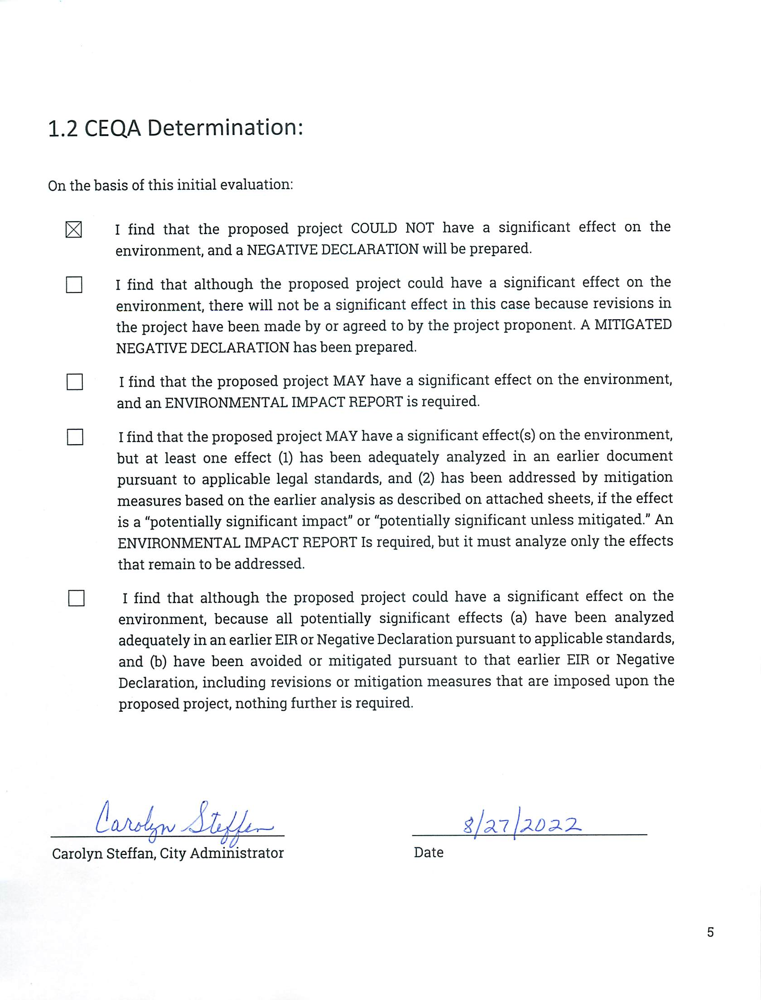 1.2 CEQA Determination:
On the basis of this initial evaluation:
I find that the proposed project COULD NOT have a significant effect on the
environment, and a NEGATIVE DECLARATION will be prepared.
I find that although the proposed project could have a significant effect on the
environment, there will not be a significant effect in this case because revisions in
the project have been made by or agreed to by the project proponent. A MITIGATED
NEGATIVE DECLARATION has been prepared.
I find that the proposed project MAY have a significant effect on the environment,
and an ENVIRONMENTAL IMPACT REPORT is required.
I find that the proposed project MAY have a significant effect(s) on the environment,
but at least one effect (1) has been adequately analyzed in an earlier document
pursuant to applicable legal standards, and (2) has been addressed by mitigation
measures based on the earlier analysis as described on attached sheets, if the effect
is a “potentially significant impact” or “potentially significant unless mitigated.” An
ENVIRONMENTAL IMPACT REPORT Is required, but it must analyze only the effects
that remain to be addressed.
I find that although the proposed project could have a significant effect on the
environment, because all potentially significant effects (a) have been analyzed
adequately in an earlier EIR or Negative Declaration pursuant to applicable standards,
and (b) have been avoided or mitigated pursuant to that earlier EIR or Negative
Declaration, including revisions or mitigation measures that are imposed upon the
proposed project, nothing further is required.
Carolyn Steffan 8/27/2022
Carolyn Steffan, City Administrator Date
5